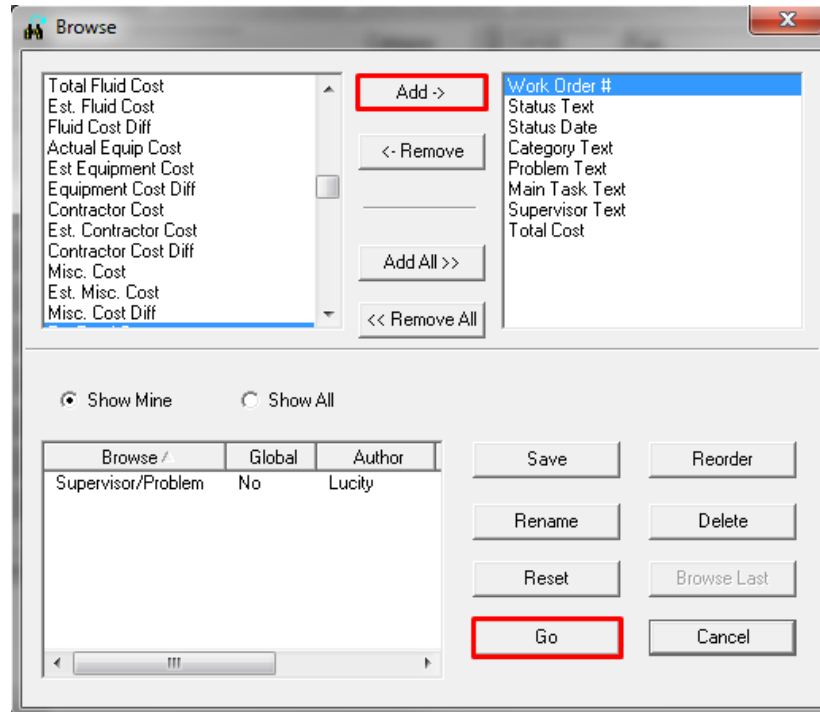 Browse
Total Fluid Cost
Est. Fluid Cost
Fluid Cost Diff
Actual Equip Cost
Est Equipment Cost
Equipment Cost Diff
Contractor Cost
Est. Contractor Cost
Contractor Cost Diff
Misc. Cost
Est. Misc. Cost
Misc. Cost Diff
Add ->
<- Remove
Add All >>
<< Remove All
Work Order #
Status Text
Status Date
Category Text
Problem Text
Main Task Text
Supervisor Text
Total Cost
Show Mine Show All
Browse Global Author
Supervisor/Problem No Lucity
Save Reorder
Rename Delete
Reset Browse Last
Go Cancel